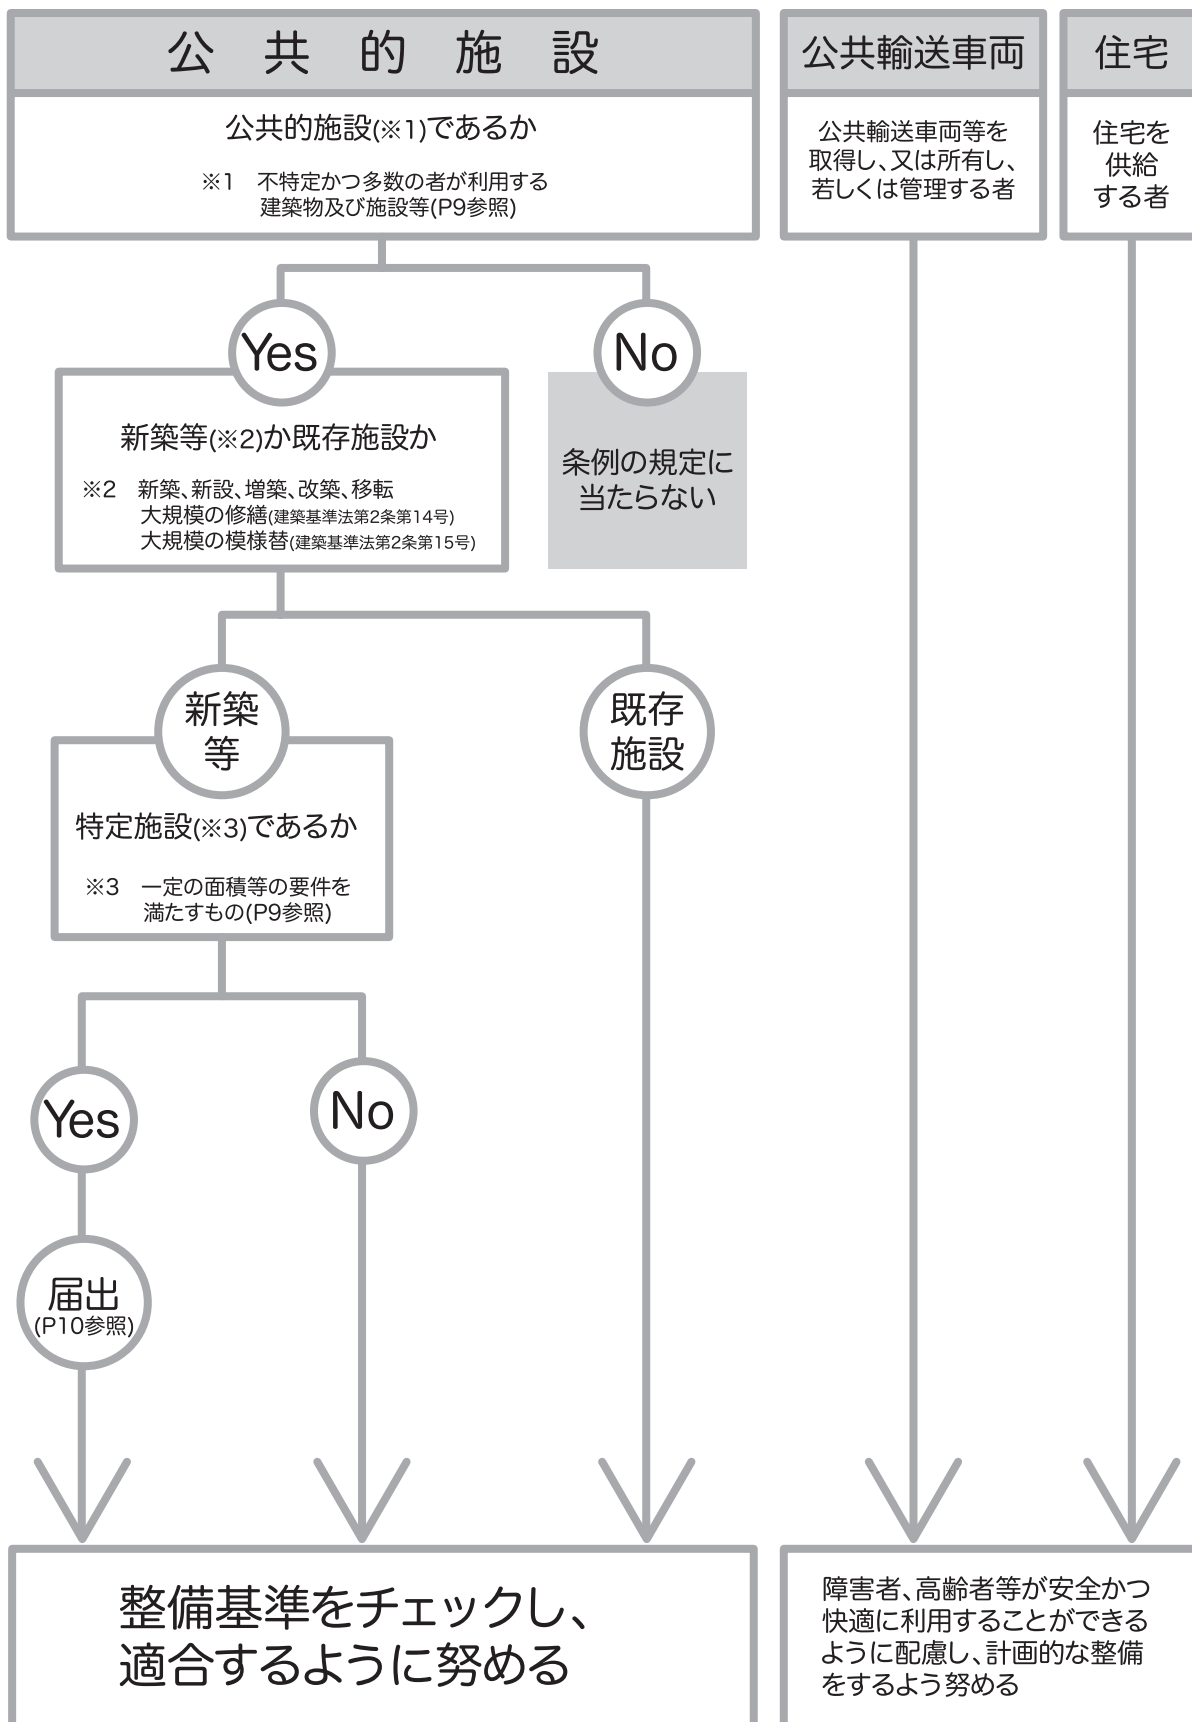 公共的施設
公共的施設(※1)であるか
※1 不特定かつ多数の者が利用する
建築物及び施設等(P9参照)
Yes
No
新築等(※2)か既存施設か
※2 新築、新設、増築、改築、移転
大規模の修繕(建築基準法第2条第14号)
大規模の模様替(建築基準法第2条第15号)
条例の規定に
当たらない
新築
等
既存
施設
特定施設(※3)であるか
※3 一定の面積等の要件を
満たすもの(P9参照)
Yes
No
届出
(P10参照)
整備基準をチェックし、
適合するように努める
公共輸送車両
公共輸送車両等を
取得し、又は所有し、
若しくは管理する者
住宅
住宅を
供給
する者
障害者、高齢者等が安全かつ
快適に利用することができる
ように配慮し、計画的な整備
をするよう努める